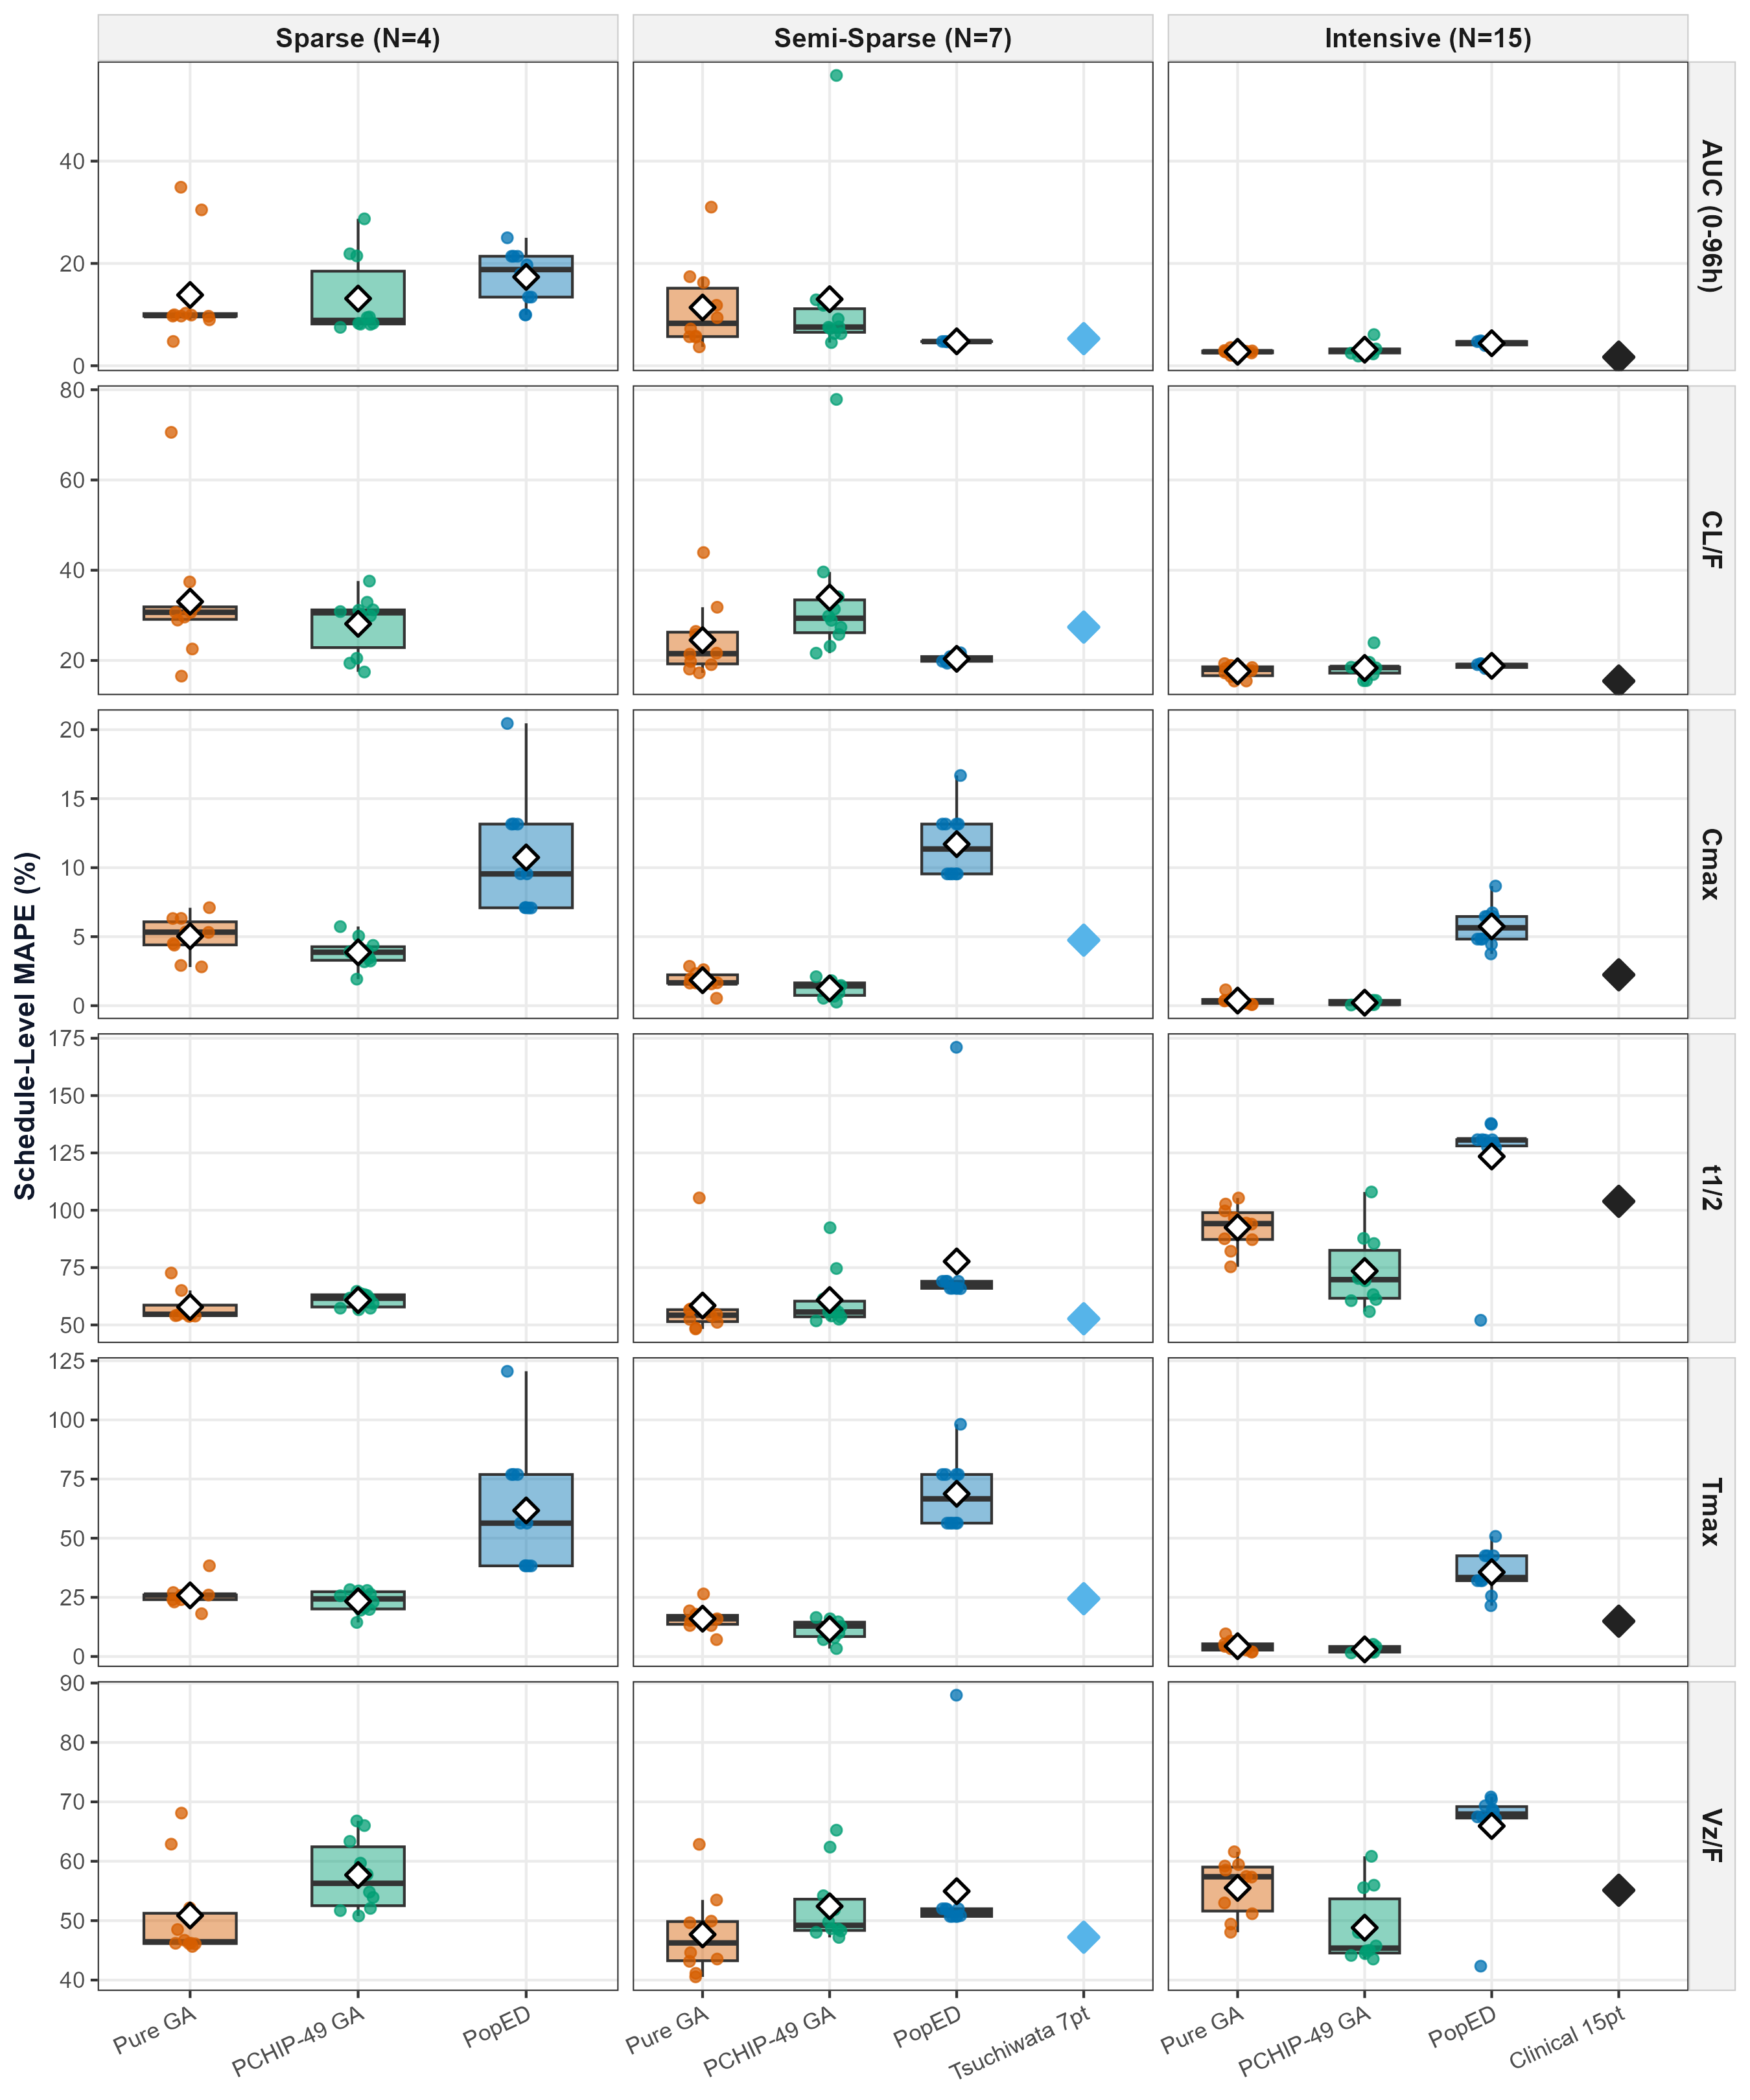 Sparse (N=4)
Semi-Sparse (N=7)
Intensive (N=15)
Schedule-Level MAPE (%)
40
20
0
AUC (0-96h)
80
60
40
20
CL/F
20
15
10
5
0
Cmax
175
150
125
100
75
50
t1/2
125
100
75
50
25
0
Tmax
90
80
70
60
50
40
Vz/F
Pure GA
PCHIP-49 GA
PopED
Pure GA
PCHIP-49 GA
PopED
Tsuchiwata 7pt
Pure GA
PCHIP-49 GA
PopED
Clinical 15pt